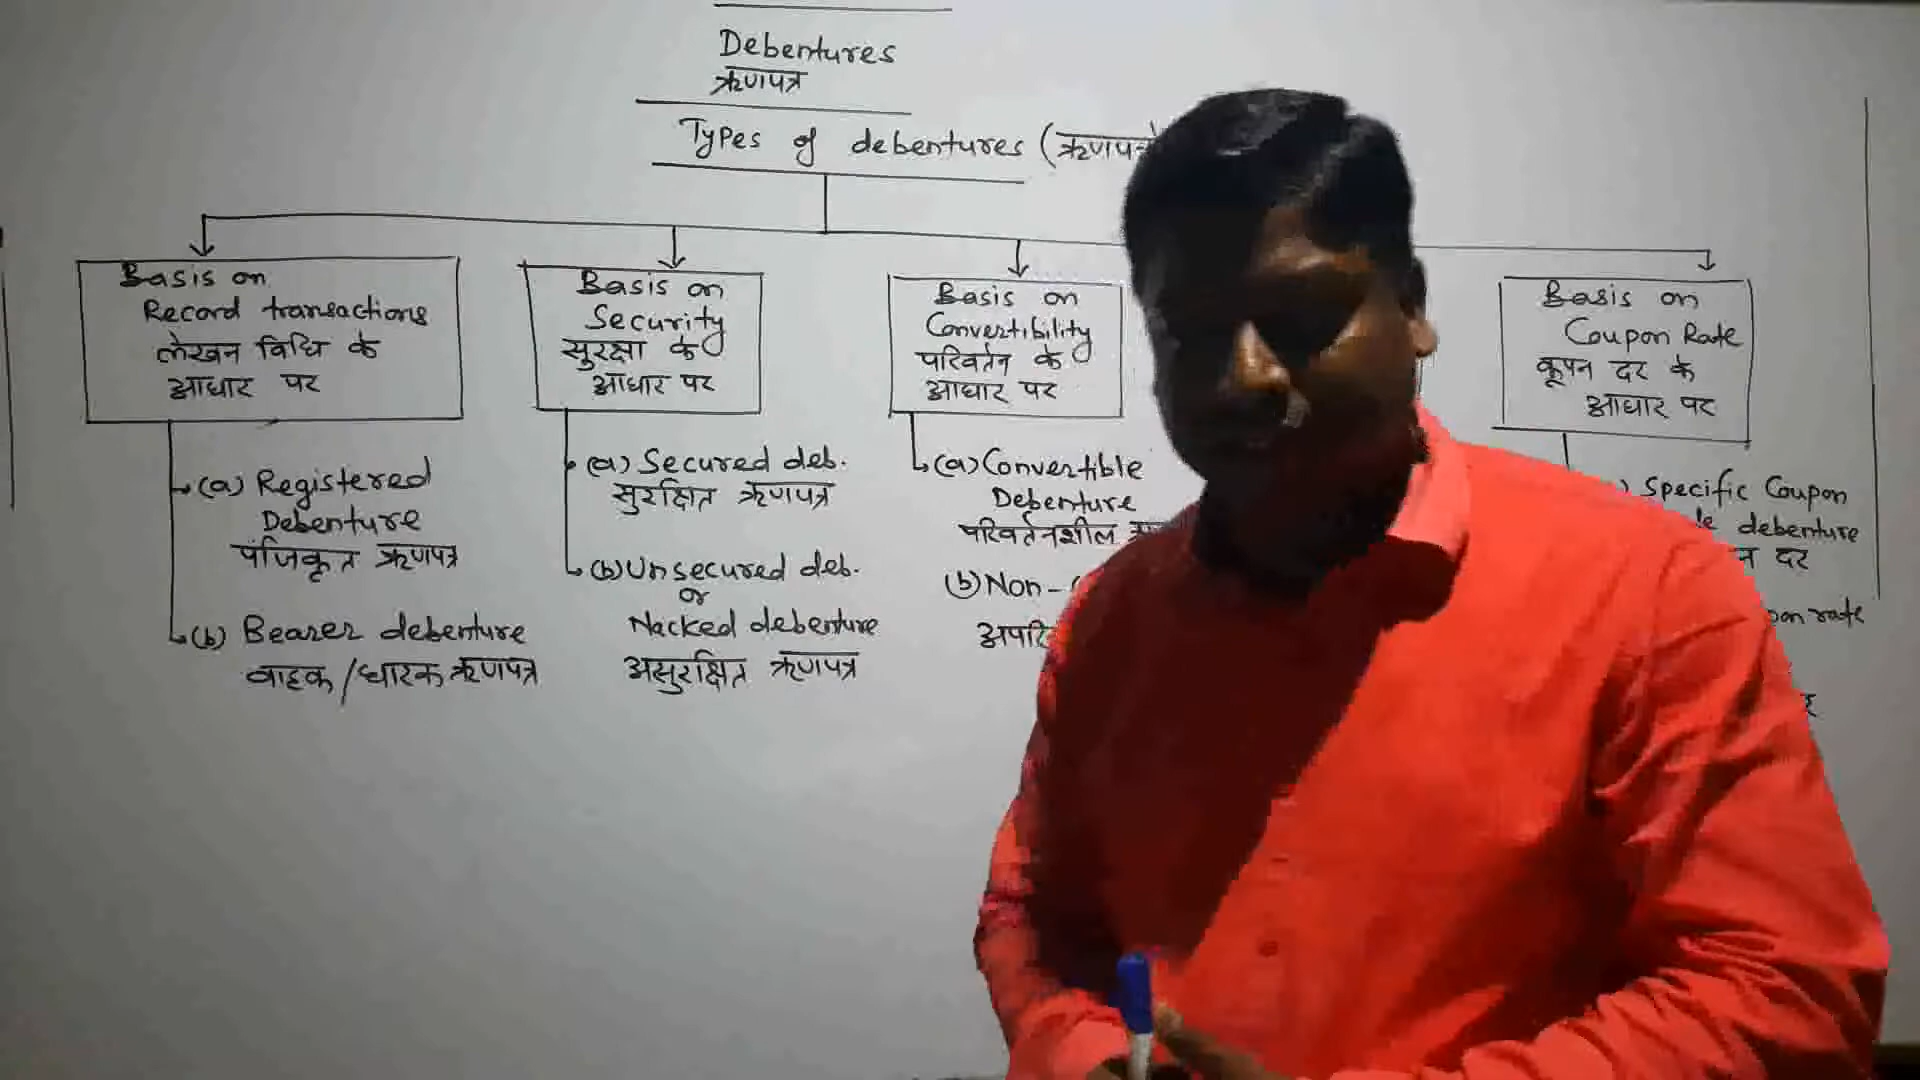 Debentures
ऋणपत्र
Types of debentures (ऋणपत्र
Basis on
Record transactions
लेखन विधि के
आधार पर
(a) Registered
Debenture
पंजिकृत ऋणपत्र
(b) Bearer debenture
वाहक/धारक ऋणपत्र
Basis on
Security
सुरक्षा के
आधार पर
(a) Secured deb.
सुरक्षित ऋणपत्र
(b) Unsecured deb.
or
Nacked debenture
असुरक्षित ऋणपत्र
Basis on
Convertibility
परिवर्तन के
आधार पर
(a) Convertible
Debenture
परिवर्तनशील
(b) Non-
Basis on
Coupon Rate
कूपन दर के
आधार पर
Specific Coupon
debenture
दर
rate